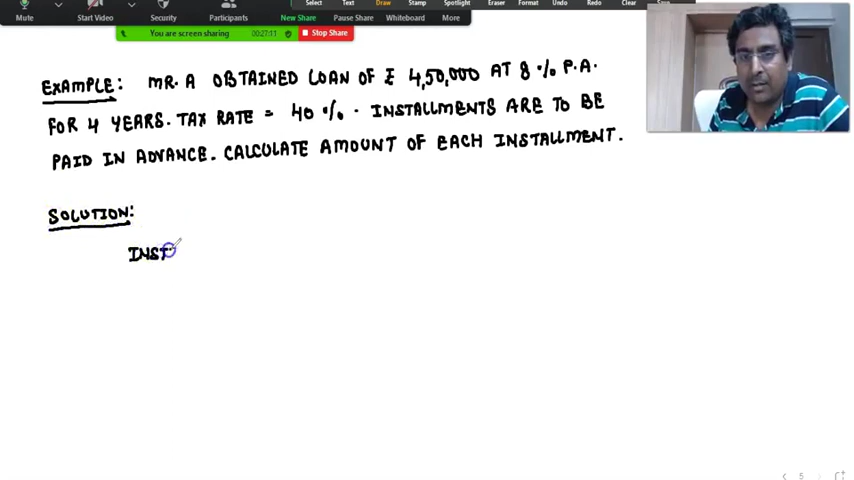 Select Text Draw Stamp Spotlight Eraser Format Undo Redo
Mute Start Video Security Participants New Share Pause Share Whiteboard More
You are screen sharing 00:27:11 Stop Share
EXAMPLE: MR. A OBTAINED LOAN OF ₤ 4,50,000 AT 8 % P.A.
FOR 4 YEARS. TAX RATE = 40 %. INSTALLMENTS ARE TO BE
PAID IN ADVANCE. CALCULATE AMOUNT OF EACH INSTALLMENT.
SOLUTION:
INST
5